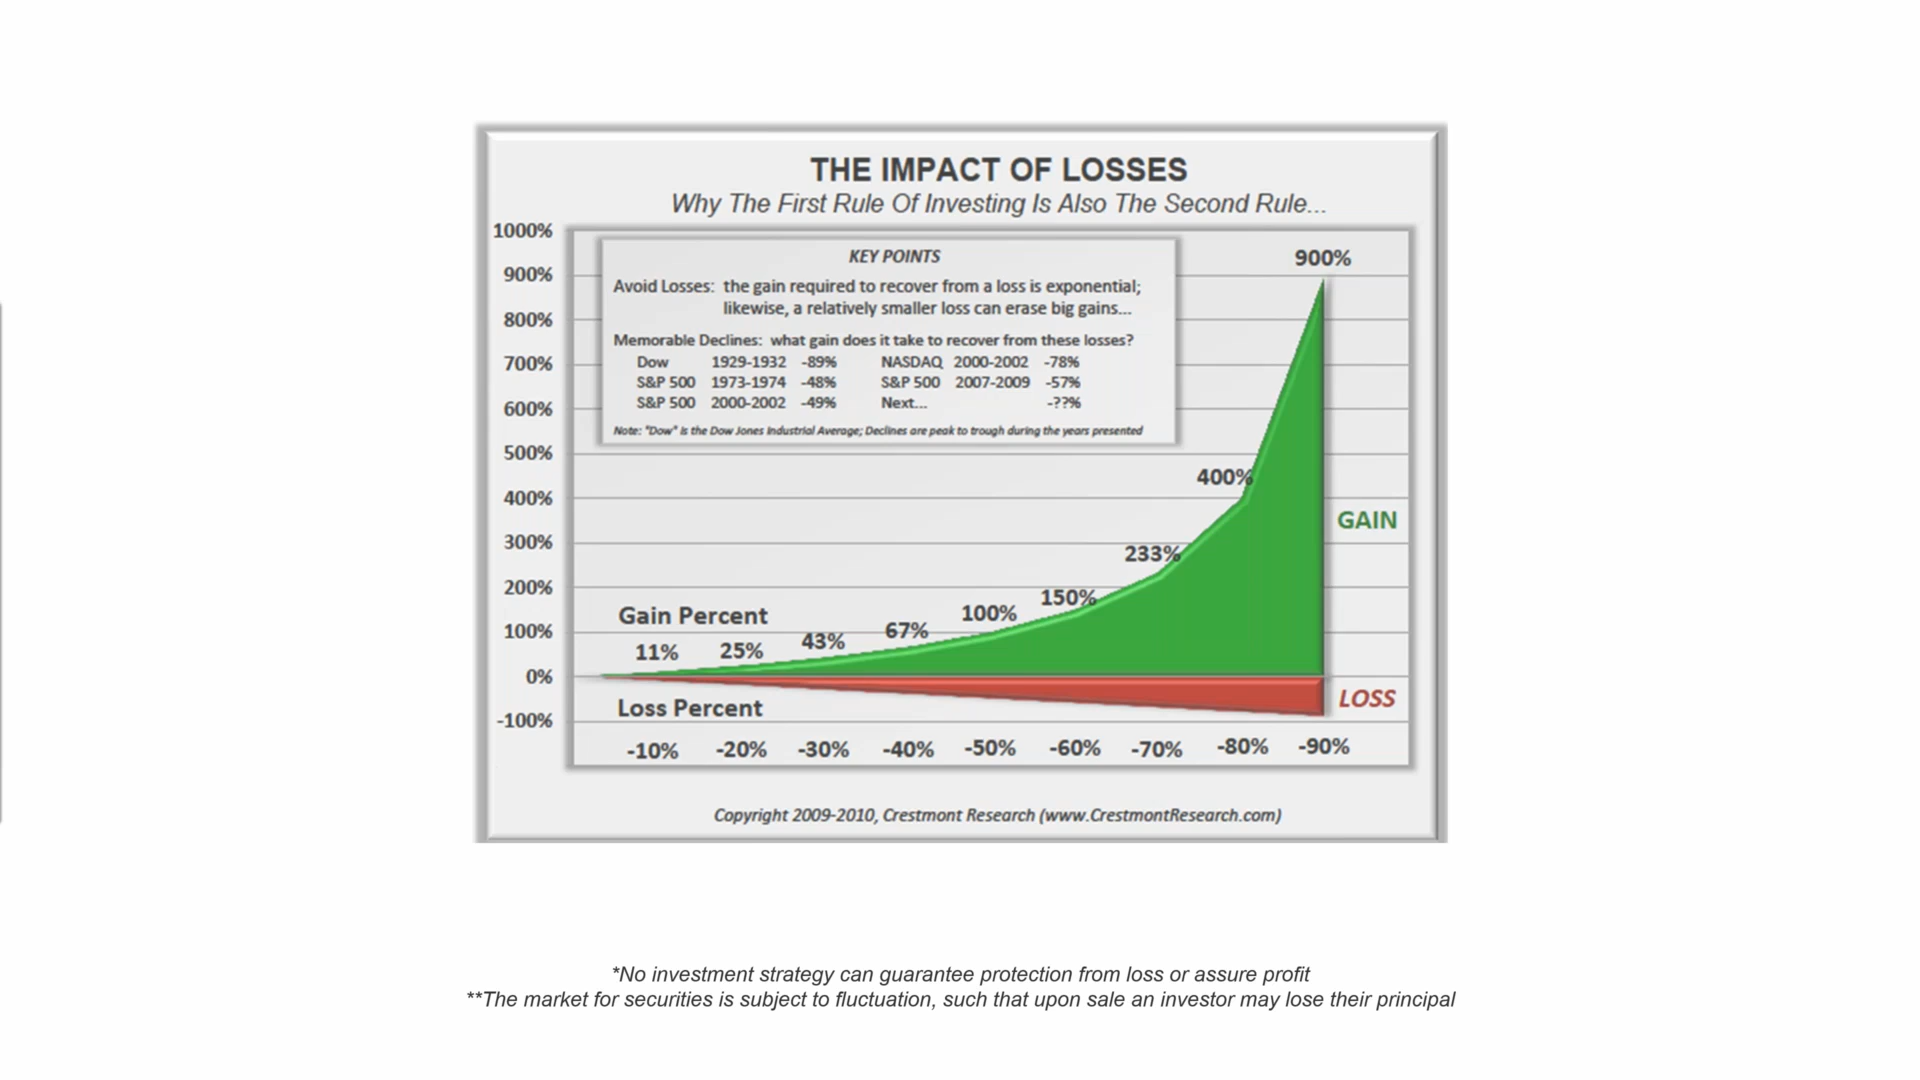 THE IMPACT OF LOSSES
Why The First Rule Of Investing Is Also The Second Rule...
1000%
900%
800%
700%
600%
500%
400%
300%
200%
100%
0%
-100%
KEY POINTS
Avoid Losses: the gain required to recover from a loss is exponential;
likewise, a relatively smaller loss can erase big gains...
Memorable Declines: what gain does it take to recover from these losses?
Dow 1929-1932 -89% NASDAQ 2000-2002 -78%
S&P 500 1973-1974 -48% S&P 500 2007-2009 -57%
S&P 500 2000-2002 -49% Next... -??%
Note: "Dow" is the Dow Jones Industrial Average; Declines are peak to trough during the years presented
Gain Percent
11% 25% 43% 67% 100% 150% 233% 400% 900%
GAIN
LOSS
Loss Percent
-10% -20% -30% -40% -50% -60% -70% -80% -90%
Copyright 2009-2010, Crestmont Research (www.CrestmontResearch.com)
*No investment strategy can guarantee protection from loss or assure profit
**The market for securities is subject to fluctuation, such that upon sale an investor may lose their principal